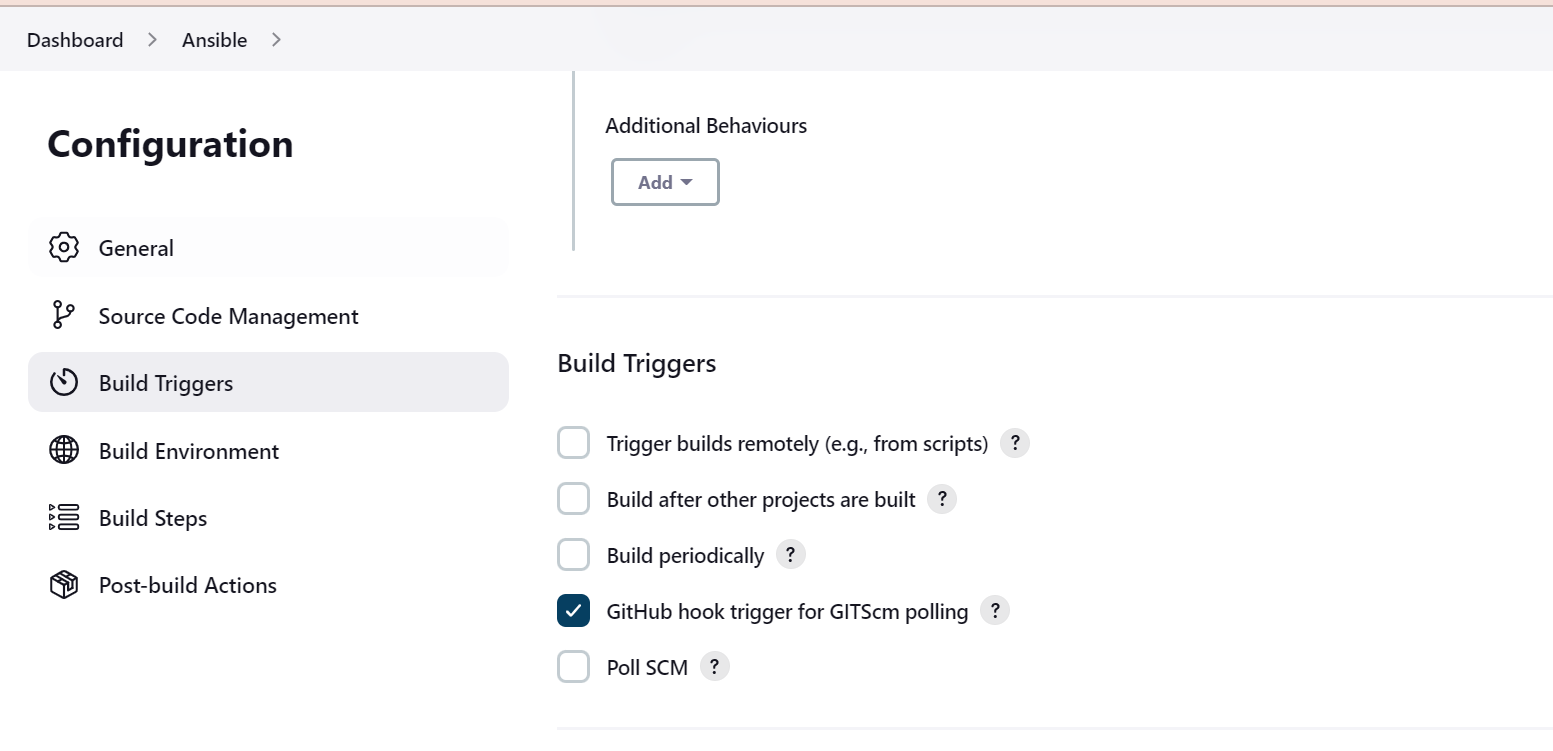 Dashboard > Ansible >
Configuration
General
Source Code Management
Build Triggers
Build Environment
Build Steps
Post-build Actions
Additional Behaviours
Add
Build Triggers
Trigger builds remotely (e.g., from scripts) ?
Build after other projects are built ?
Build periodically ?
GitHub hook trigger for GITScm polling ?
Poll SCM ?